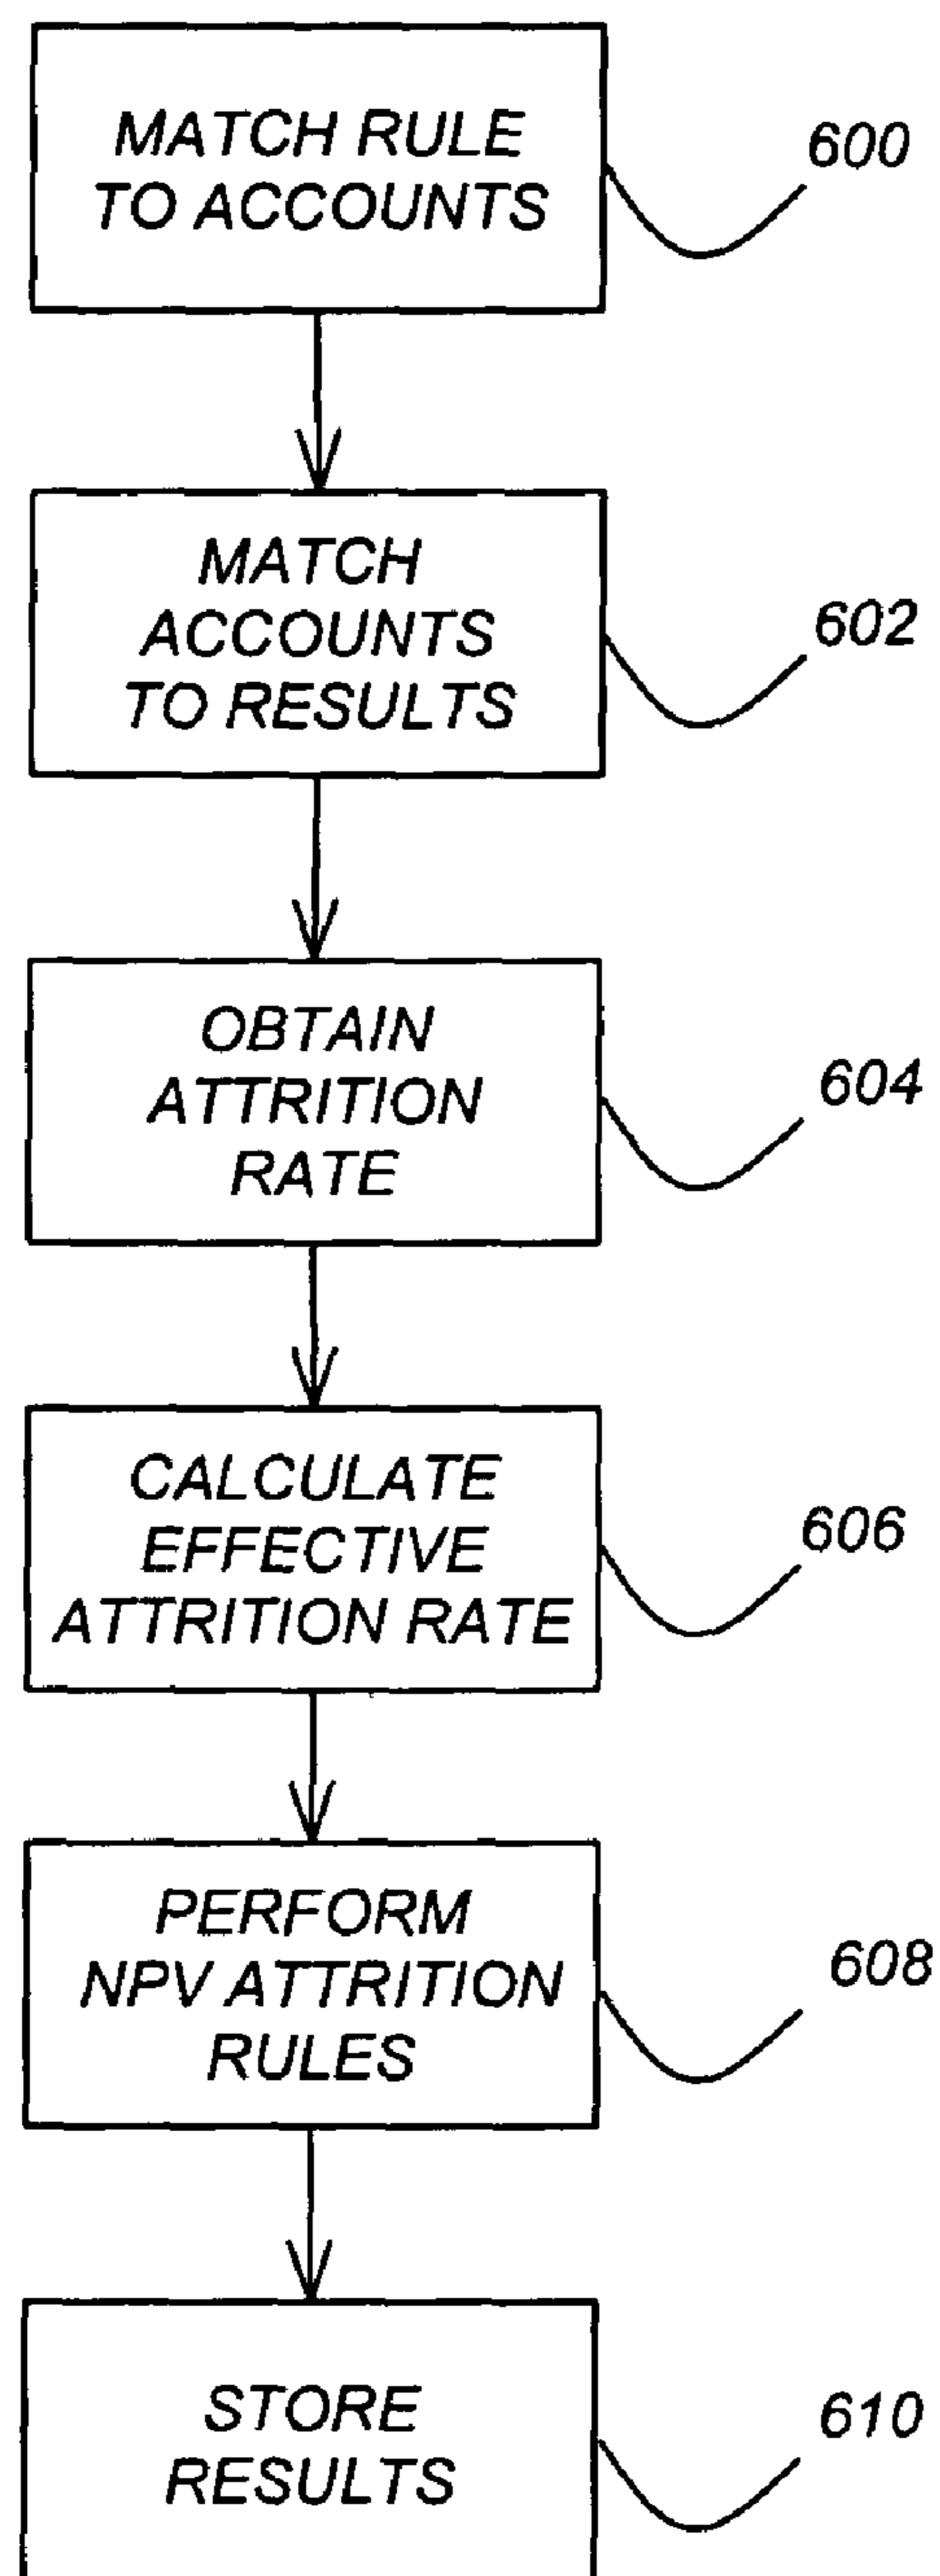 MATCH RULE
TO ACCOUNTS
600
MATCH
ACCOUNTS
TO RESULTS
602
OBTAIN
ATTRITION
RATE
604
CALCULATE
EFFECTIVE
ATTRITION RATE
606
PERFORM
NPV ATTRITION
RULES
608
STORE
RESULTS
610